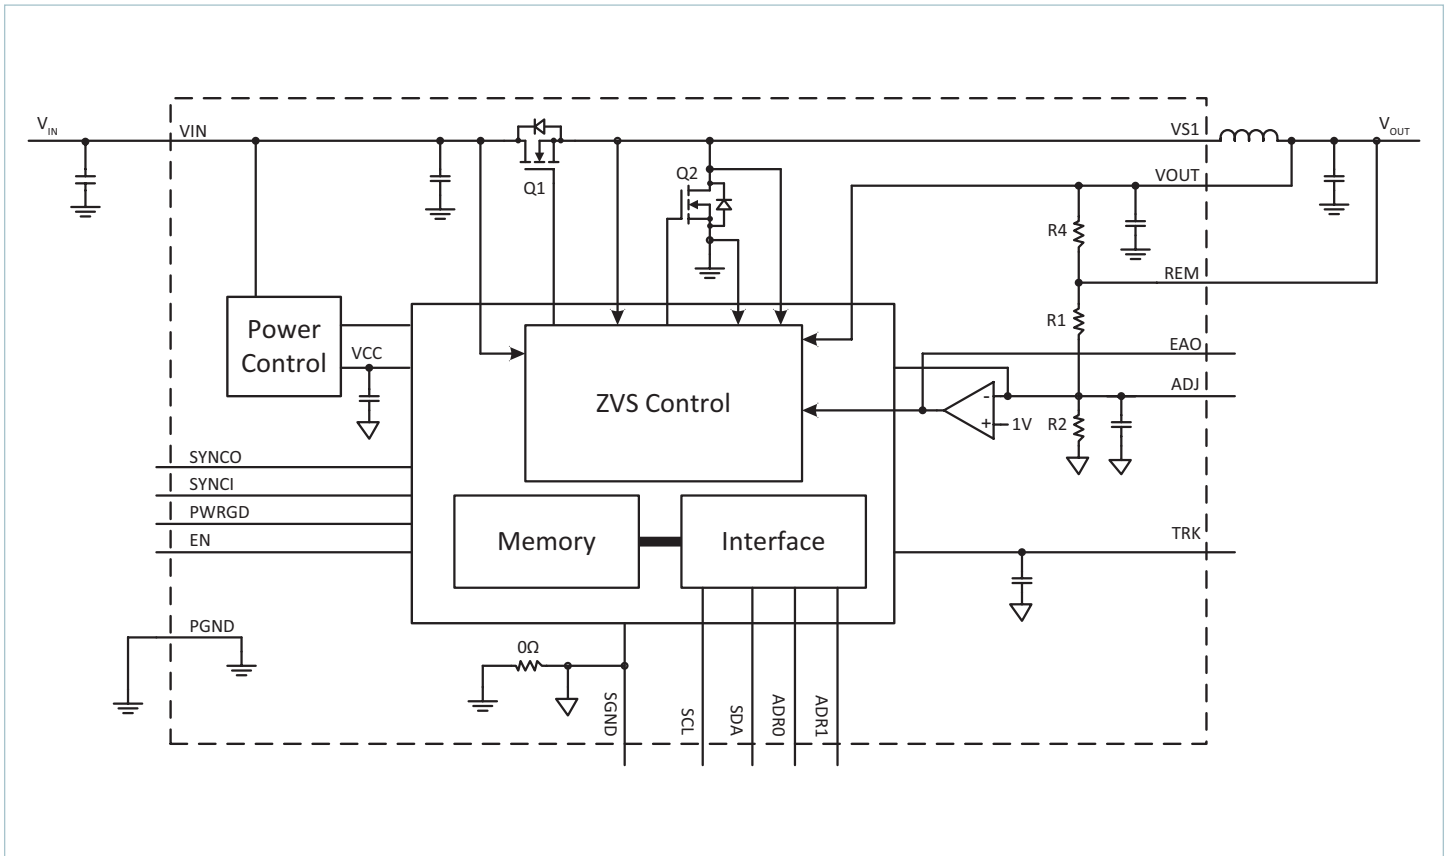 VIN
VIN
VS1
VOUT
Q1
Q2
VOUT
R4
REM
R1
Power
Control
VCC
EAO
ADJ
ZVS Control
-
+
1V
R2
SYNCO
SYNCI
PWRGD
EN
Memory
Interface
TRK
PGND
0Ω
SGND
SCL
SDA
ADR0
ADR1